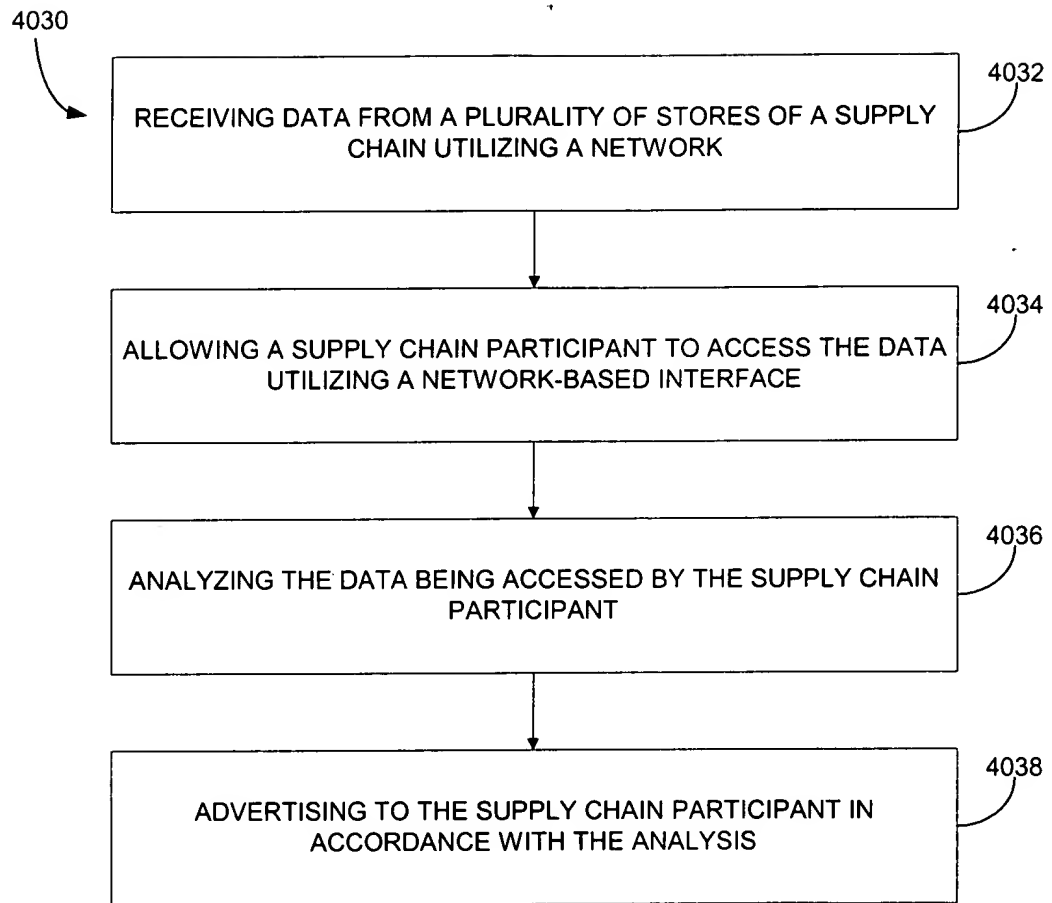 4030
4032
RECEIVING DATA FROM A PLURALITY OF STORES OF A SUPPLY
CHAIN UTILIZING A NETWORK
4034
ALLOWING A SUPPLY CHAIN PARTICIPANT TO ACCESS THE DATA
UTILIZING A NETWORK-BASED INTERFACE
4036
ANALYZING THE DATA BEING ACCESSED BY THE SUPPLY CHAIN
PARTICIPANT
4038
ADVERTISING TO THE SUPPLY CHAIN PARTICIPANT IN
ACCORDANCE WITH THE ANALYSIS